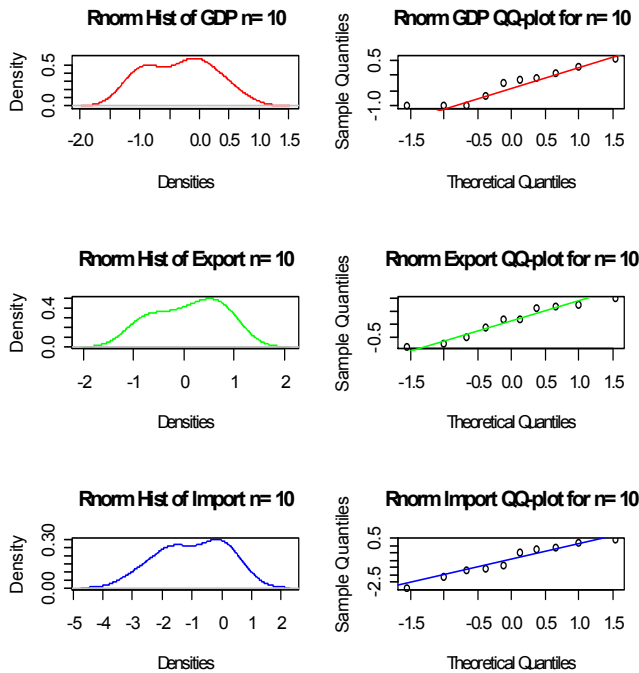 Rnorm Hist of GDP n= 10
Density
0.0 0.5
-2.0 -1.0 0.0 0.5 1.0 1.5
Densities
Rnorm GDP QQ-plot for n= 10
Sample Quantiles
-1.0 0.5
-1.5 -0.5 0.0 0.5 1.0 1.5
Theoretical Quantiles
Rnorm Hist of Export n= 10
Density
0.0 0.4
-2 -1 0 1 2
Densities
Rnorm Export QQ-plot for n= 10
Sample Quantiles
-0.5
-1.5 -0.5 0.0 0.5 1.0 1.5
Theoretical Quantiles
Rnorm Hist of Import n= 10
Density
0.00 0.30
-5 -4 -3 -2 -1 0 1 2
Densities
Rnorm Import QQ-plot for n= 10
Sample Quantiles
-2.5 0.5
-1.5 -0.5 0.0 0.5 1.0 1.5
Theoretical Quantiles